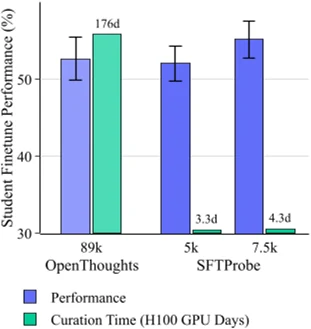 Student Finetune Performance (%)
176d
50
40
3.3d
4.3d
30
89k
5k
7.5k
OpenThoughts
SFTProbe
Performance
Curation Time (H100 GPU Days)